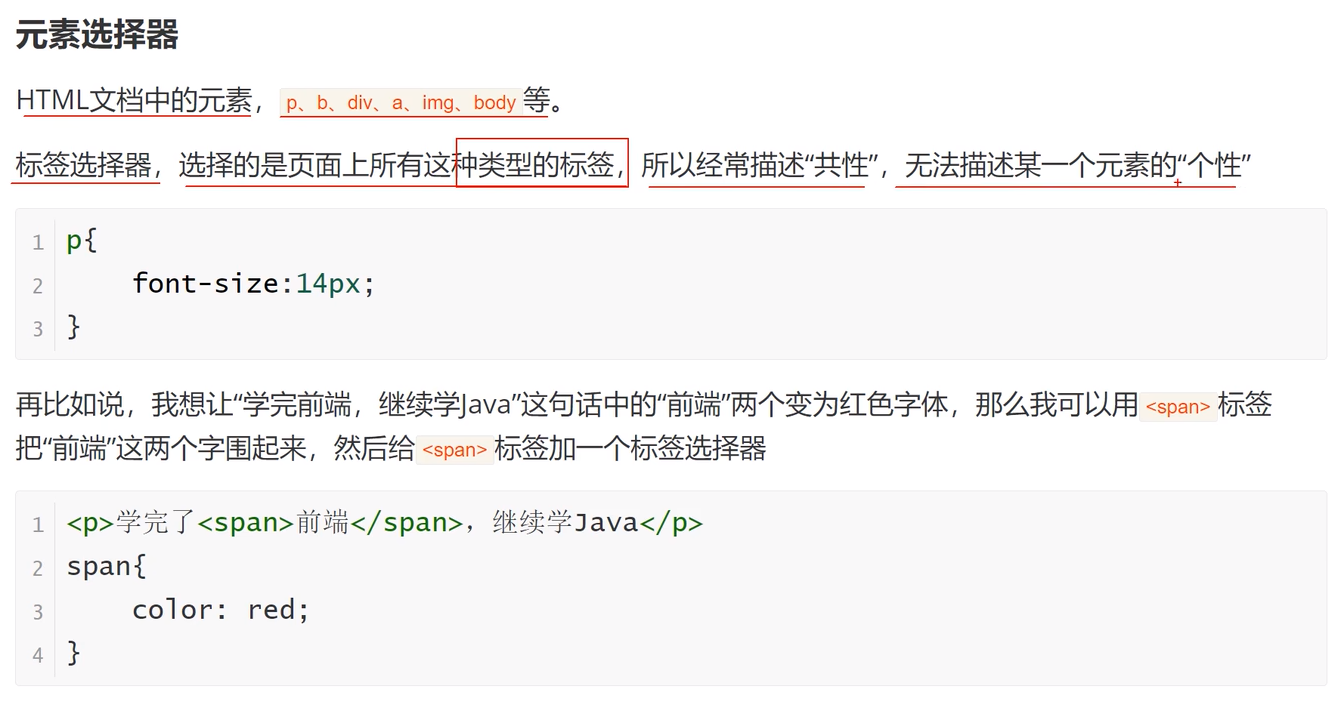 元素选择器
HTML文档中的元素，p、b、div、a、img、body等。
标签选择器，选择的是页面上所有这种类型的标签，所以经常描述“共性”，无法描述某一个元素的“个性”
1 p{
2     font-size:14px;
3 }
再比如说，我想让“学完前端，继续学Java”这句话中的“前端”两个变为红色字体，那么我可以用<span>标签
把“前端”这两个字围起来，然后给<span>标签加一个标签选择器
1 <p>学完了<span>前端</span>，继续学Java</p>
2 span{
3     color: red;
4 }